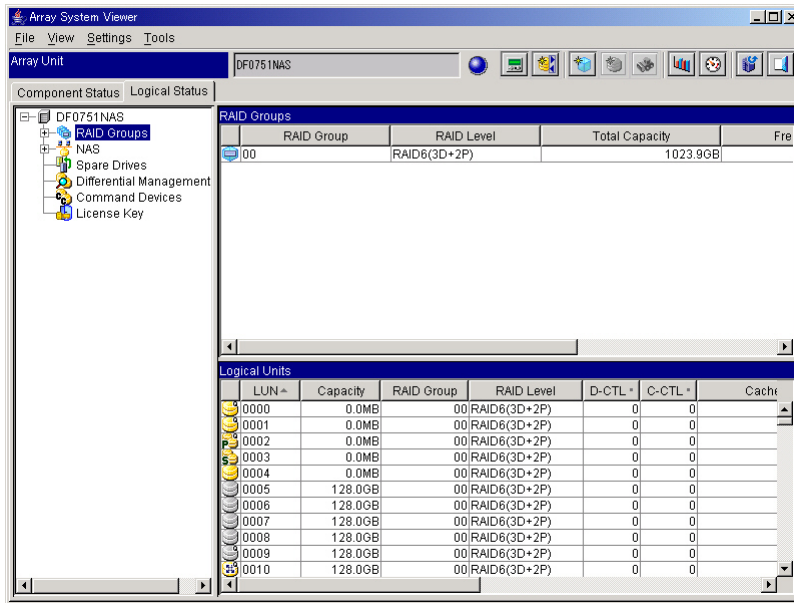 Array System Viewer
File View Settings Tools
Array Unit
DF0751NAS
Component Status Logical Status
DF0751NAS
RAID Groups
NAS
Spare Drives
Differential Management
Command Devices
License Key
RAID Groups
RAID Group RAID Level Total Capacity Fre
00 RAID6(3D+2P) 1023.9GB
Logical Units
LUN Capacity RAID Group RAID Level D-CTL * C-CTL * Cache
0000 0.0MB 00 RAID6(3D+2P) 0 0
0001 0.0MB 00 RAID6(3D+2P) 0 0
P 0002 0.0MB 00 RAID6(3D+2P) 0 0
S 0003 0.0MB 00 RAID6(3D+2P) 0 0
0004 0.0MB 00 RAID6(3D+2P) 0 0
0005 128.0GB 00 RAID6(3D+2P) 0 0
0006 128.0GB 00 RAID6(3D+2P) 0 0
0007 128.0GB 00 RAID6(3D+2P) 0 0
0008 128.0GB 00 RAID6(3D+2P) 0 0
0009 128.0GB 00 RAID6(3D+2P) 0 0
0010 128.0GB 00 RAID6(3D+2P) 0 0